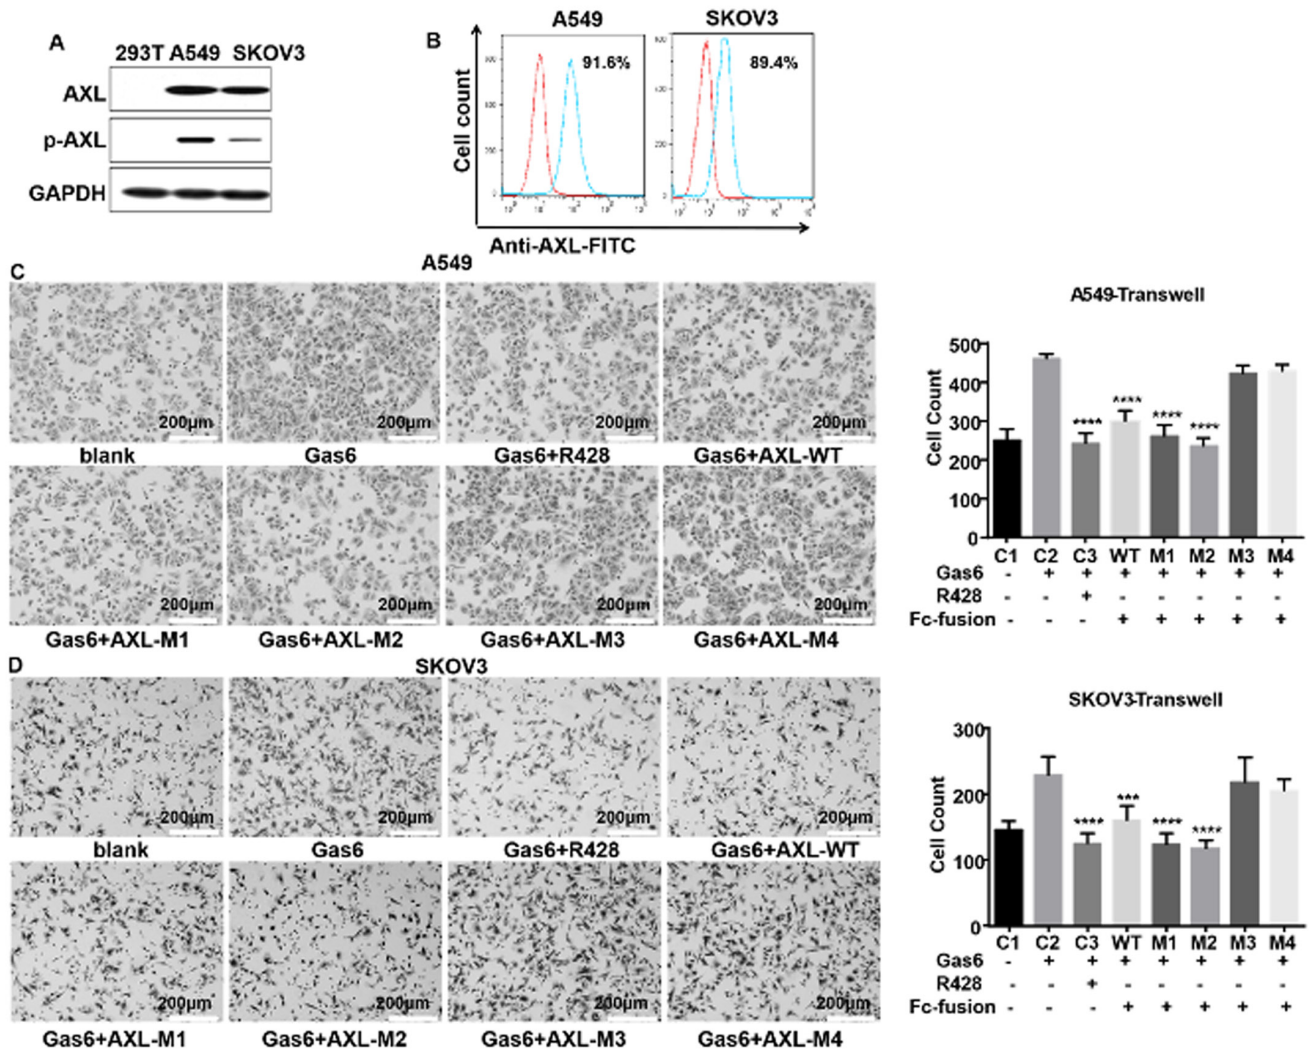 A
293T A549 SKOV3
AXL
p-AXL
GAPDH
B
A549 SKOV3
91.6%
89.4%
Cell count
Anti-AXL-FITC
C
A549
200μm 200μm 200μm 200μm
blank Gas6 Gas6+R428 Gas6+AXL-WT
200μm 200μm 200μm 200μm
Gas6+AXL-M1 Gas6+AXL-M2 Gas6+AXL-M3 Gas6+AXL-M4
A549-Transwell
Cell Count
500
400
300
200
100
0
**** **** **** ****
C1 C2 C3 WT M1 M2 M3 M4
Gas6 - + + + + + + +
R428 - - + - - - - -
Fc-fusion - - - + + + + +
D
SKOV3
200μm 200μm 200μm 200μm
blank Gas6 Gas6+R428 Gas6+AXL-WT
200μm 200μm 200μm 200μm
Gas6+AXL-M1 Gas6+AXL-M2 Gas6+AXL-M3 Gas6+AXL-M4
SKOV3-Transwell
Cell Count
300
200
100
0
**** *** **** ****
C1 C2 C3 WT M1 M2 M3 M4
Gas6 - + + + + + + +
R428 - - + - - - - -
Fc-fusion - - - + + + + +